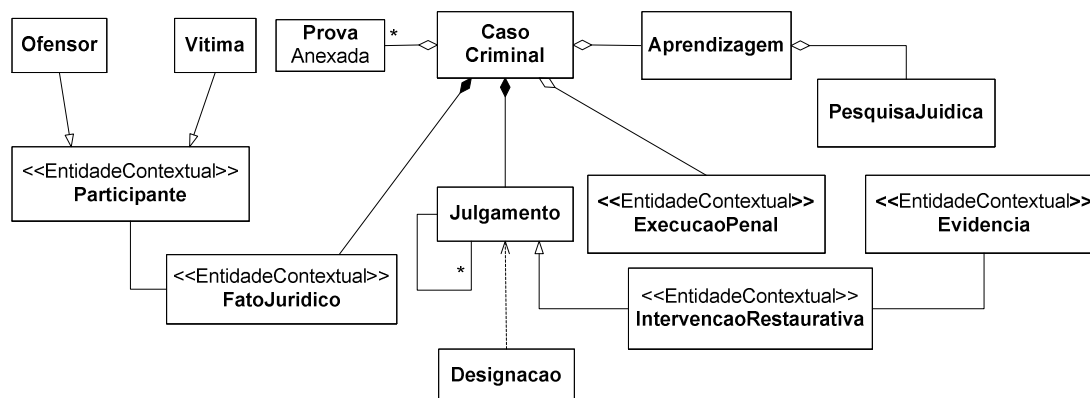 Ofensor
Vitima
Prova
Anexada
*
Caso
Criminal
Aprendizagem
PesquisaJuidica
<<EntidadeContextual>>
Participante
Julgamento
*
<<EntidadeContextual>>
ExecucaoPenal
<<EntidadeContextual>>
Evidencia
<<EntidadeContextual>>
FatoJuridico
<<EntidadeContextual>>
IntervencaoRestaurativa
Designacao